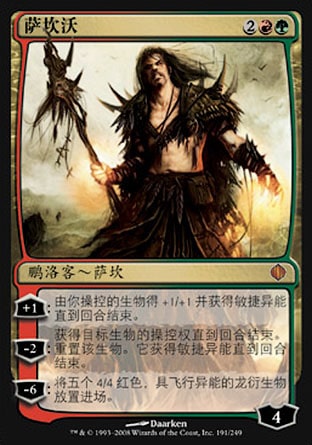 萨坎沃 2
鹏洛客～萨坎
+1: 由你操控的生物得 +1/+1 并获得敏捷异能
直到回合结束。
获得目标生物的操控权直到回合结束。
-2: 重置该生物。它获得敏捷异能直到回合
结束。
-6: 将五个 4/4 红色，具飞行异能的龙衍生物
放置进场。
Daarken
™ & © 1993-2008 Wizards of the Coast, Inc. 191/249
4